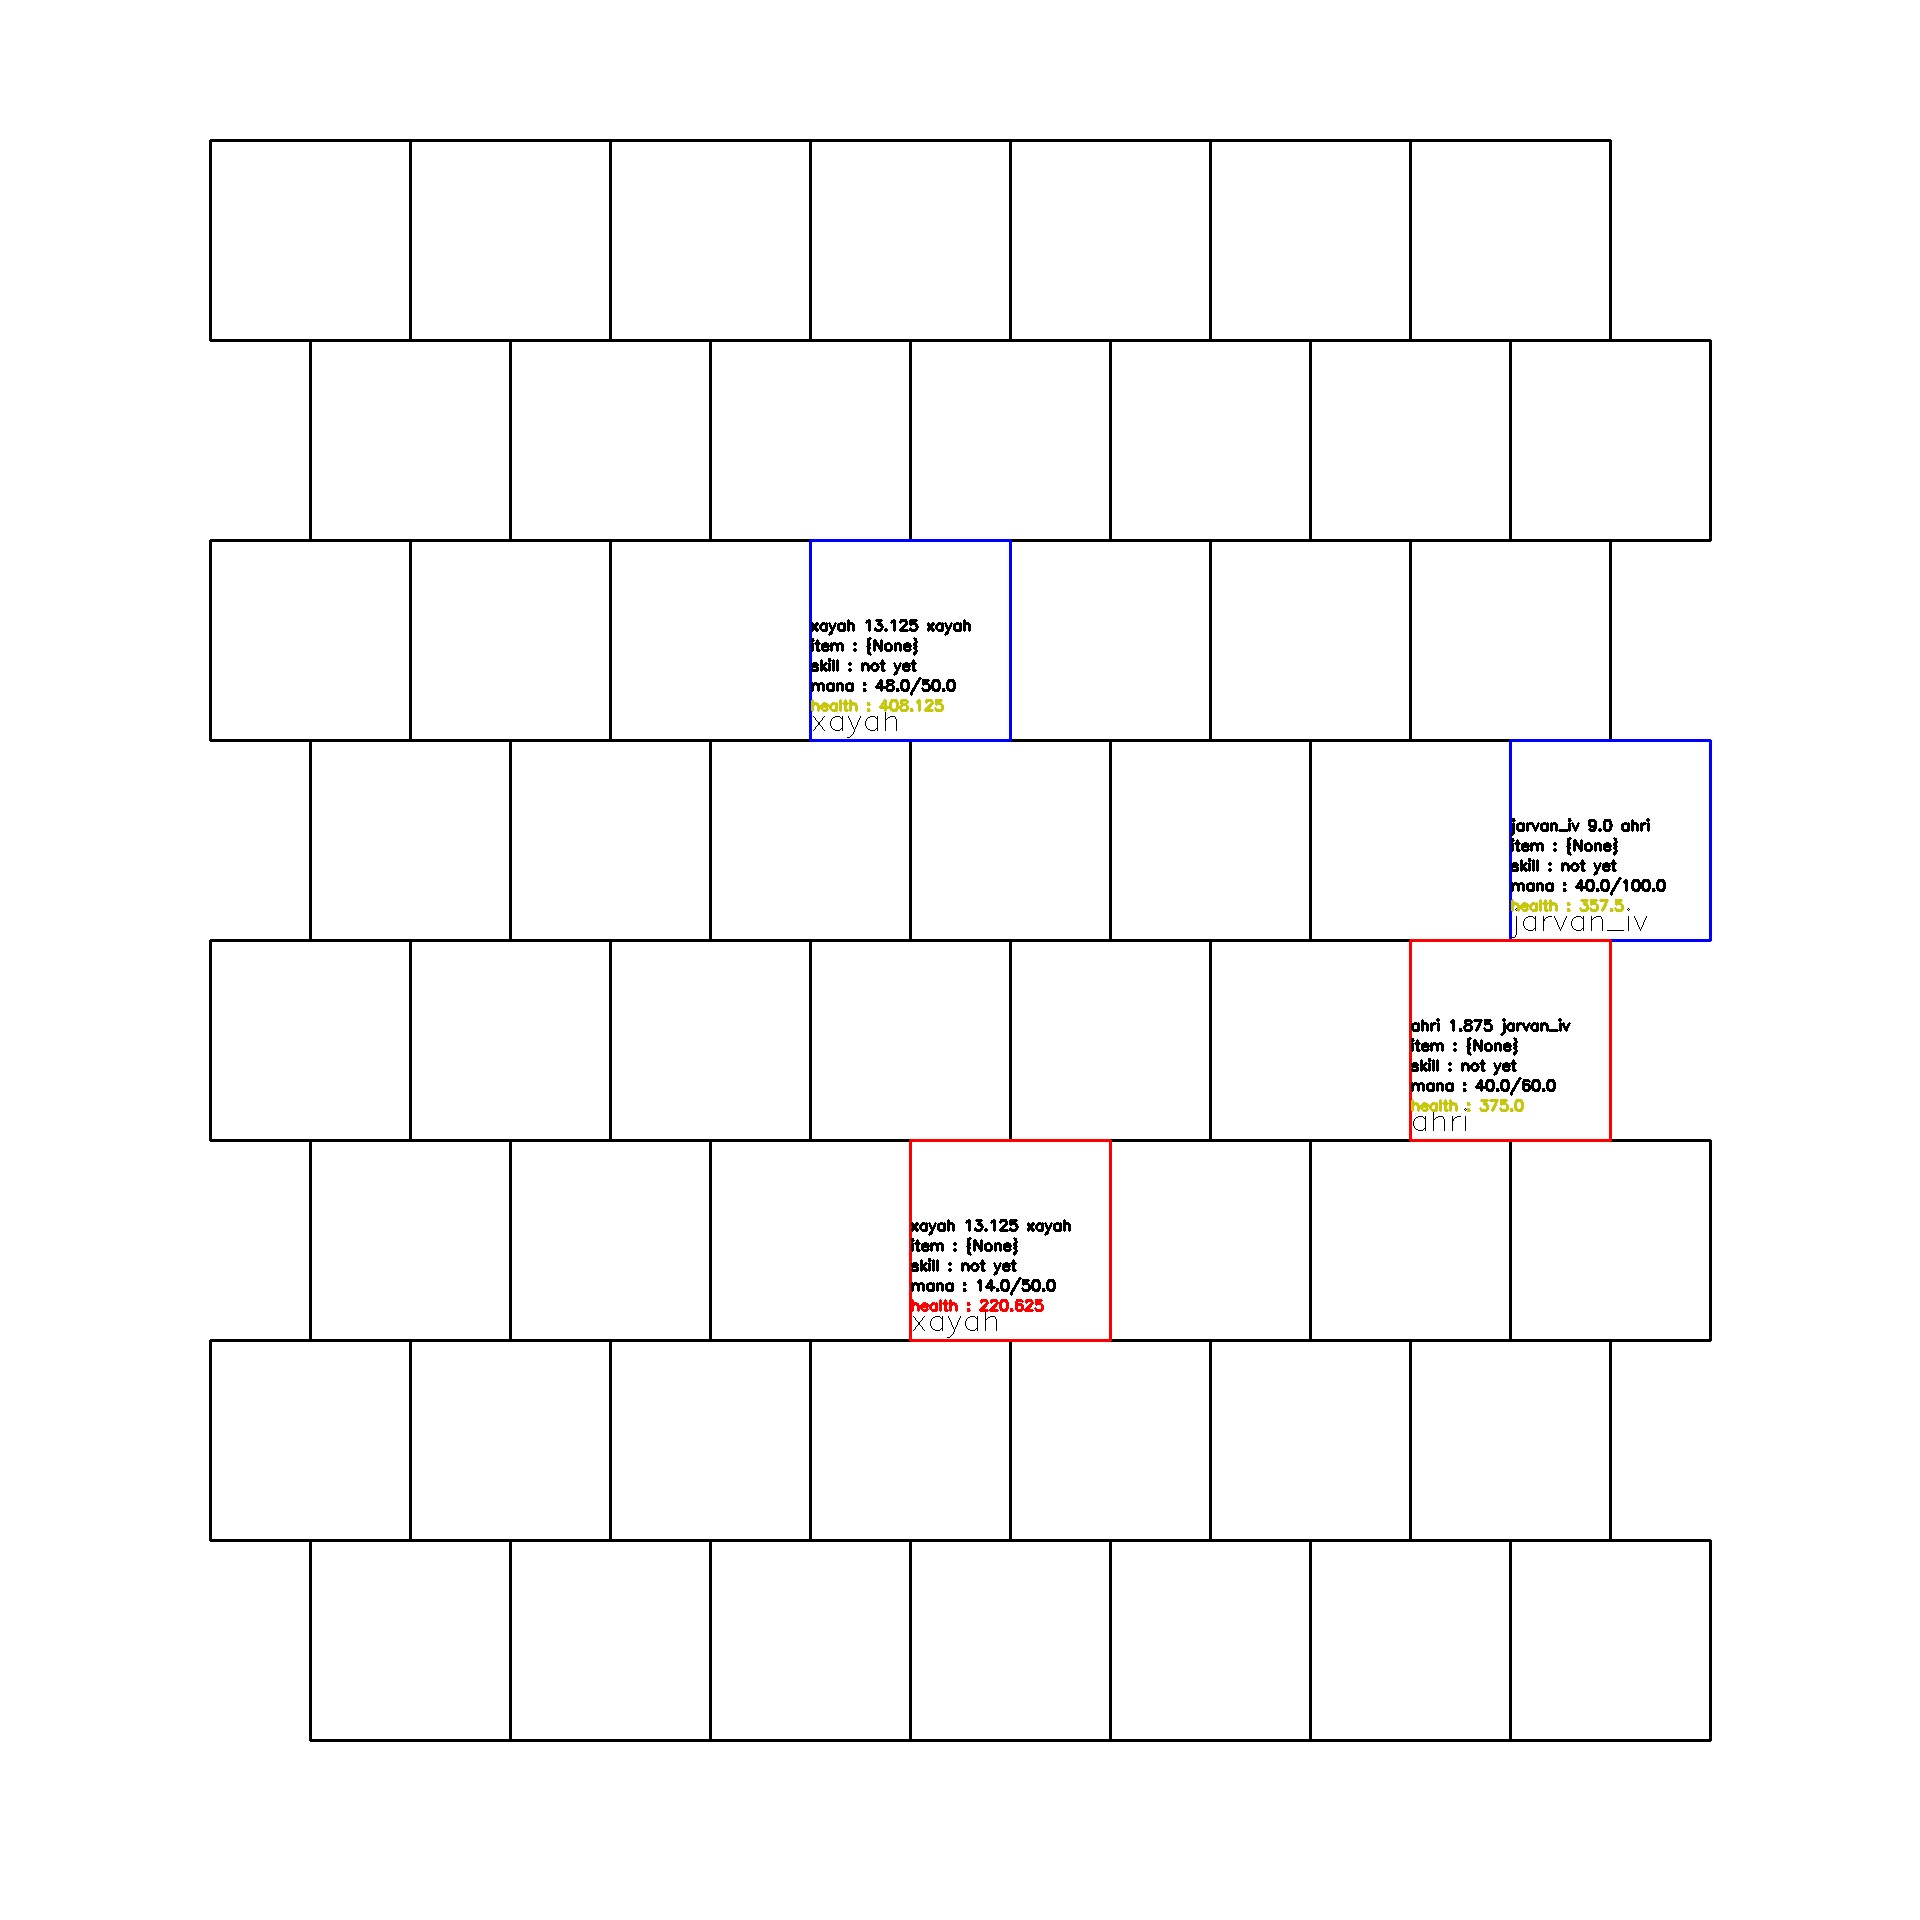 xayah 13.125 xayah
item : {None}
skill : not yet
mana : 48.0/50.0
health : 408.125
xayah
jarvan_iv 9.0 ahri
item : {None}
skill : not yet
mana : 40.0/100.0
health : 357.5
jarvan_iv
ahri 1.875 jarvan_iv
item : {None}
skill : not yet
mana : 40.0/60.0
health : 375.0
ahri
xayah 13.125 xayah
item : {None}
skill : not yet
mana : 14.0/50.0
health : 220.625
xayah